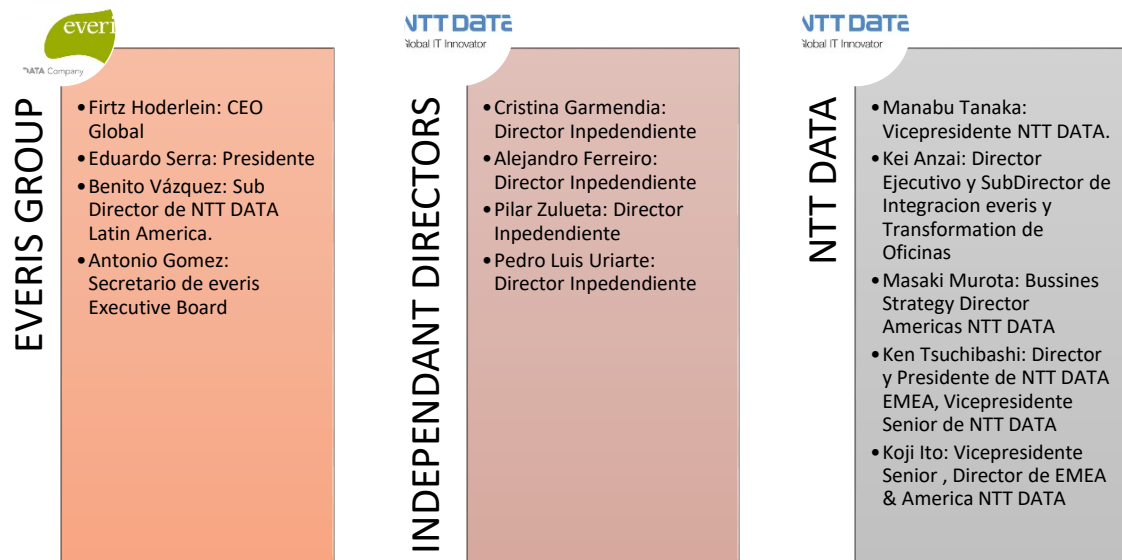 everi
DATA Company
EVERIS GROUP
•Firtz Hoderlein: CEO
Global
•Eduardo Serra: Presidente
•Benito Vázquez: Sub
Director de NTT DATA
Latin America.
•Antonio Gomez:
Secretario de everis
Executive Board
NTT DATA
Global IT Innovator
INDEPENDANT DIRECTORS
•Cristina Garmendia:
Director Inpedendiente
•Alejandro Ferreiro:
Director Inpedendiente
•Pilar Zulueta: Director
Inpedendiente
•Pedro Luis Uriarte:
Director Inpedendiente
NTT DATA
Global IT Innovator
NTT DATA
•Manabu Tanaka:
Vicepresidente NTT DATA.
•Kei Anzai: Director
Ejecutivo y SubDirector de
Integracion everis y
Transformation de
Oficinas
•Masaki Murota: Bussines
Strategy Director
Americas NTT DATA
•Ken Tsuchibashi: Director
y Presidente de NTT DATA
EMEA, Vicepresidente
Senior de NTT DATA
•Koji Ito: Vicepresidente
Senior , Director de EMEA
& America NTT DATA